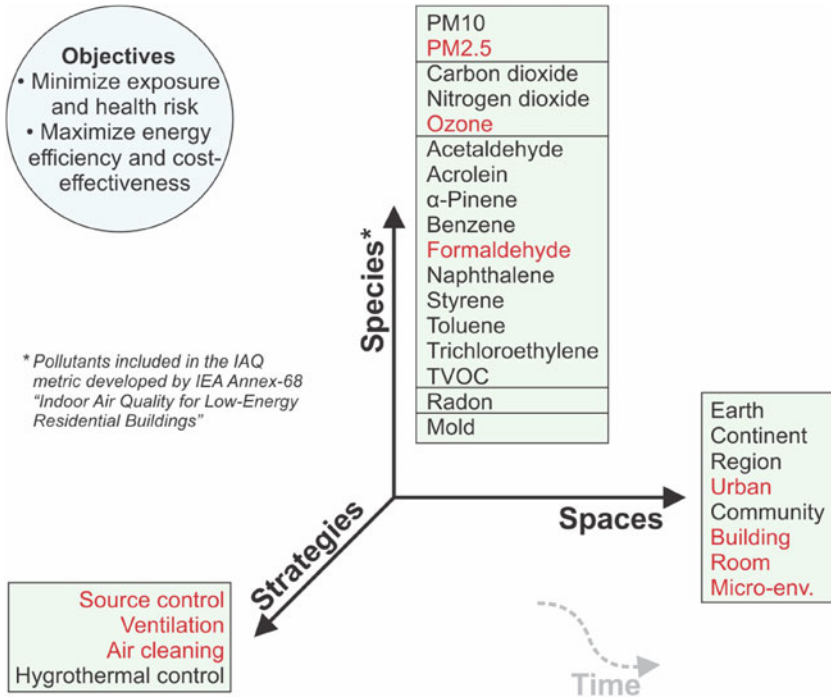 Objectives
• Minimize exposure
and health risk
• Maximize energy
efficiency and cost-
effectiveness
PM10
PM2.5
Carbon dioxide
Nitrogen dioxide
Ozone
Acetaldehyde
Acrolein
α-Pinene
Benzene
Formaldehyde
Naphthalene
Styrene
Toluene
Trichloroethylene
TVOC
Radon
Mold
Species*
* Pollutants included in the IAQ
metric developed by IEA Annex-68
“Indoor Air Quality for Low-Energy
Residential Buildings”
Earth
Continent
Region
Urban
Community
Building
Room
Micro-env.
Spaces
Strategies
Source control
Ventilation
Air cleaning
Hygrothermal control
Time